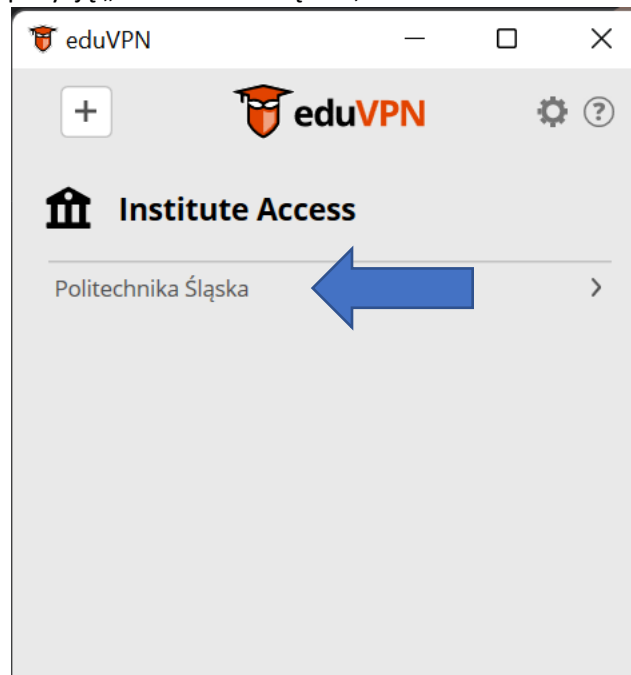 eduVPN
+
eduVPN
?
Institute Access
Politechnika Śląska